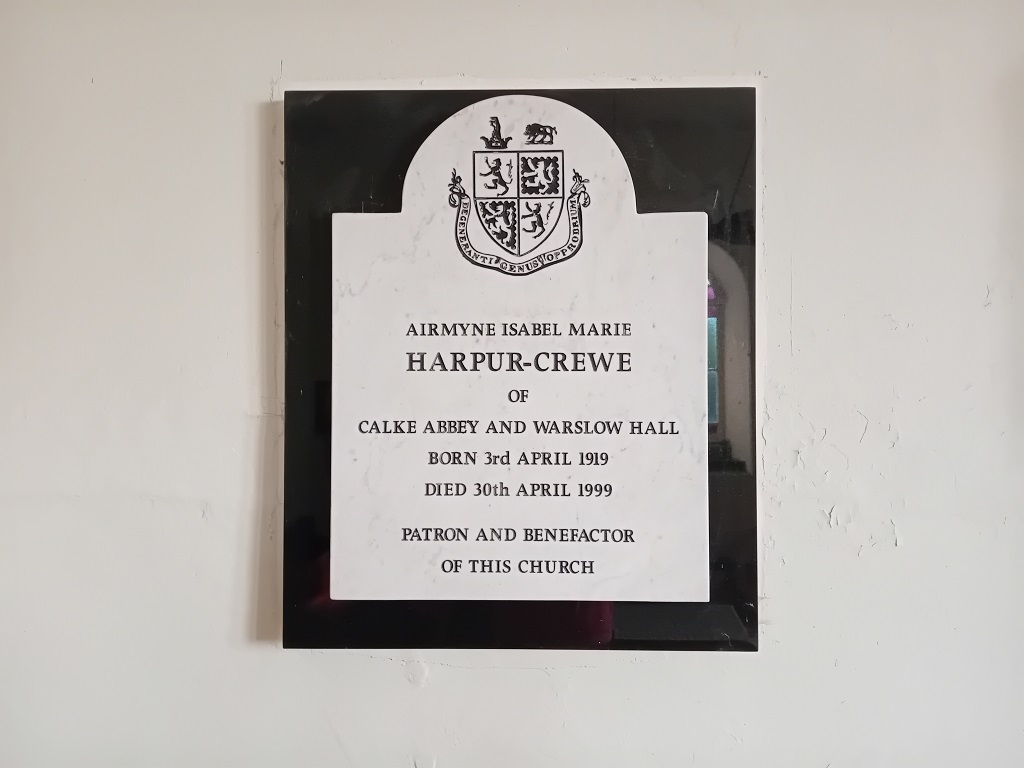 DEGENERANTI GENUS OPPROBRIUM
AIRMYNE ISABEL MARIE
HARPUR-CREWE
OF
CALKE ABBEY AND WARSLOW HALL
BORN 3rd APRIL 1919
DIED 30th APRIL 1999
PATRON AND BENEFACTOR
OF THIS CHURCH